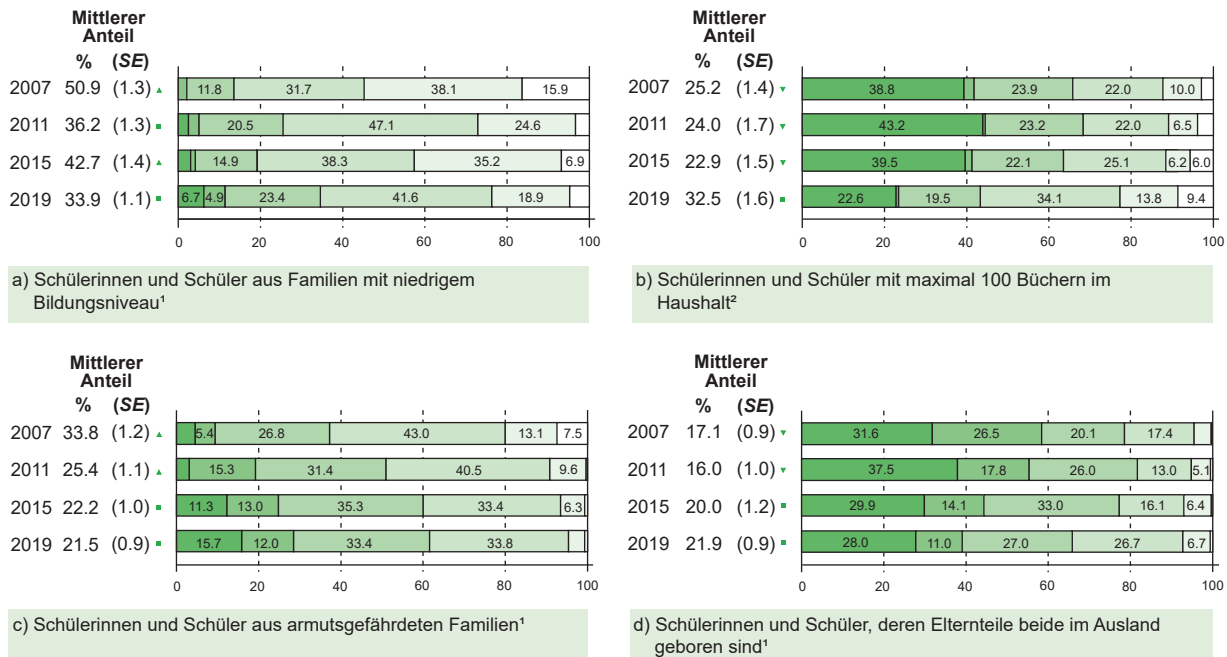 Mittlerer
Anteil
% (SE)
2007 50.9 (1.3) ▲ 11.8 31.7 38.1 15.9
2011 36.2 (1.3) ■ 20.5 47.1 24.6
2015 42.7 (1.4) ▲ 14.9 38.3 35.2 6.9
2019 33.9 (1.1) ■ 6.7 4.9 23.4 41.6 18.9
0 20 40 60 80 100
a) Schülerinnen und Schüler aus Familien mit niedrigem
Bildungsniveau¹
Mittlerer
Anteil
% (SE)
2007 25.2 (1.4) ▼ 38.8 23.9 22.0 10.0
2011 24.0 (1.7) ▼ 43.2 23.2 22.0 6.5
2015 22.9 (1.5) ▼ 39.5 22.1 25.1 6.2 6.0
2019 32.5 (1.6) ■ 22.6 19.5 34.1 13.8 9.4
0 20 40 60 80 100
b) Schülerinnen und Schüler mit maximal 100 Büchern im
Haushalt²
Mittlerer
Anteil
% (SE)
2007 33.8 (1.2) ▲ 5.4 26.8 43.0 13.1 7.5
2011 25.4 (1.1) ▲ 15.3 31.4 40.5 9.6
2015 22.2 (1.0) ■ 11.3 13.0 35.3 33.4 6.3
2019 21.5 (0.9) ■ 15.7 12.0 33.4 33.8
0 20 40 60 80 100
c) Schülerinnen und Schüler aus armutsgefährdeten Familien¹
Mittlerer
Anteil
% (SE)
2007 17.1 (0.9) ▼ 31.6 26.5 20.1 17.4
2011 16.0 (1.0) ▼ 37.5 17.8 26.0 13.0 5.1
2015 20.0 (1.2) ■ 29.9 14.1 33.0 16.1 6.4
2019 21.9 (0.9) ■ 28.0 11.0 27.0 26.7 6.7
0 20 40 60 80 100
d) Schülerinnen und Schüler, deren Elternteile beide im Ausland
geboren sind¹